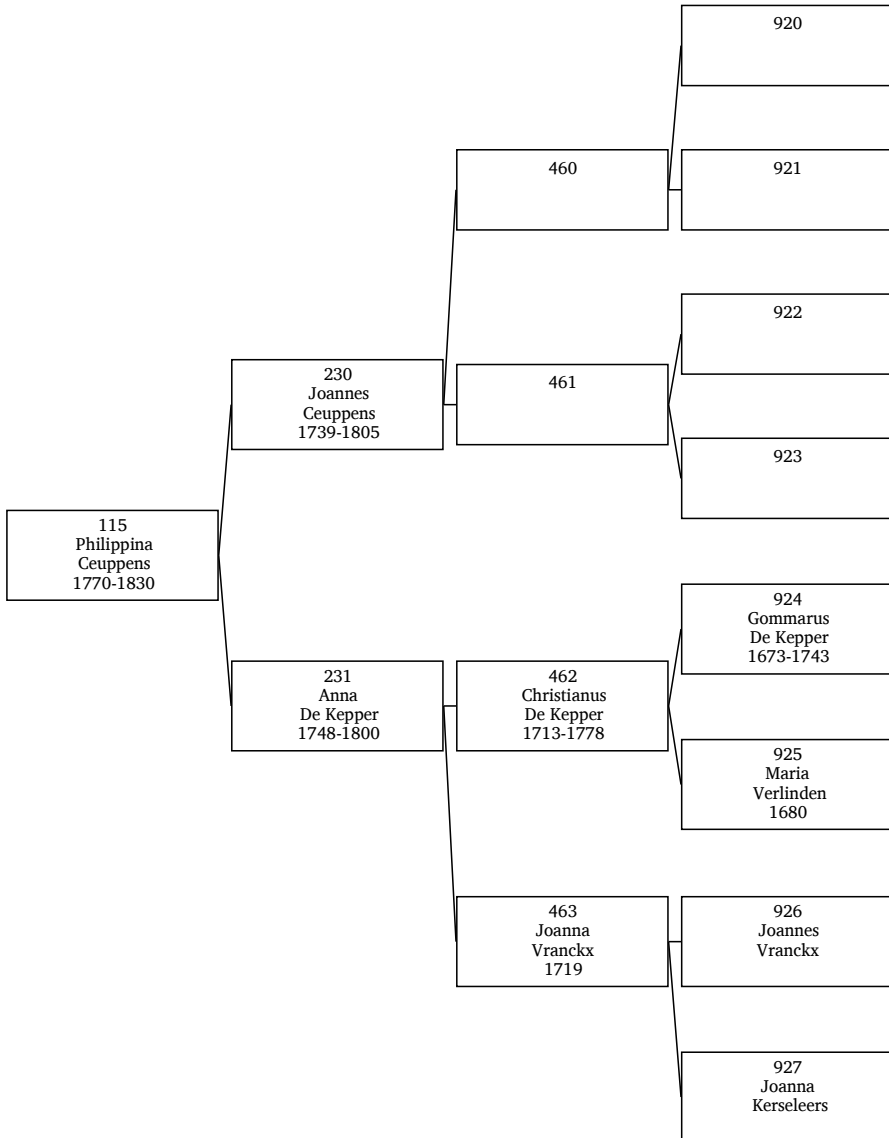 920
460
921
922
230
Joannes
Ceuppens
1739-1805
461
923
115
Philippina
Ceuppens
1770-1830
924
Gommarus
De Kepper
1673-1743
231
Anna
De Kepper
1748-1800
462
Christianus
De Kepper
1713-1778
925
Maria
Verlinden
1680
463
Joanna
Vranckx
1719
926
Joannes
Vranckx
927
Joanna
Kerseleers